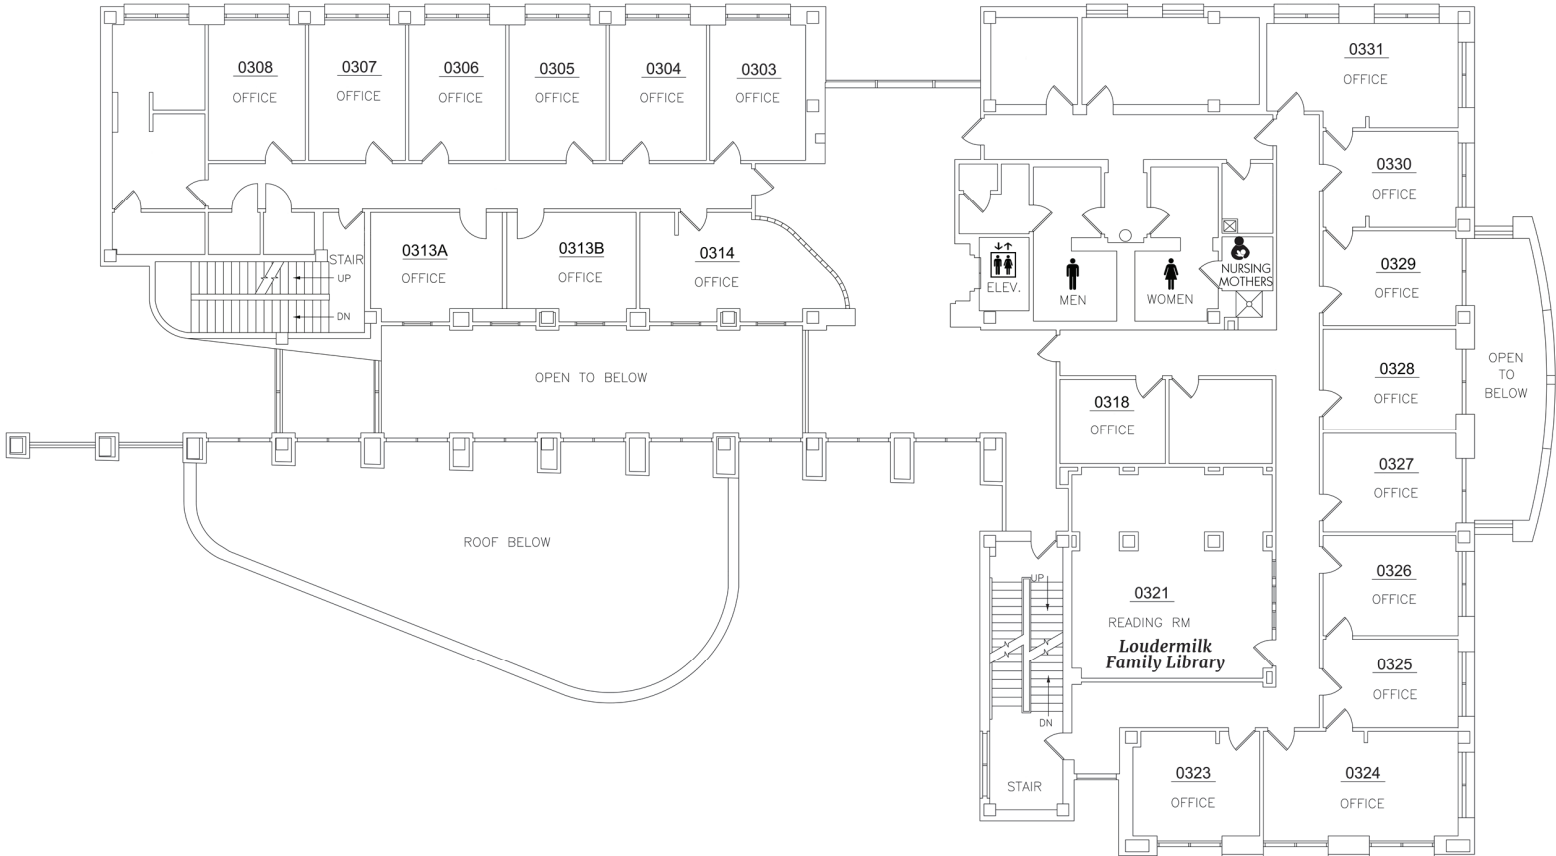 0308
OFFICE
0307
OFFICE
0306
OFFICE
0305
OFFICE
0304
OFFICE
0303
OFFICE
0331
OFFICE
0330
OFFICE
0313A
OFFICE
0313B
OFFICE
0314
OFFICE
STAIR
UP
DN
ELEV.
MEN
WOMEN
NURSING
MOTHERS
0329
OFFICE
0328
OFFICE
OPEN
TO
BELOW
OPEN TO BELOW
0318
OFFICE
0327
OFFICE
ROOF BELOW
UP
0321
READING RM
Loudermilk
Family Library
0326
OFFICE
0325
OFFICE
DN
STAIR
0323
OFFICE
0324
OFFICE